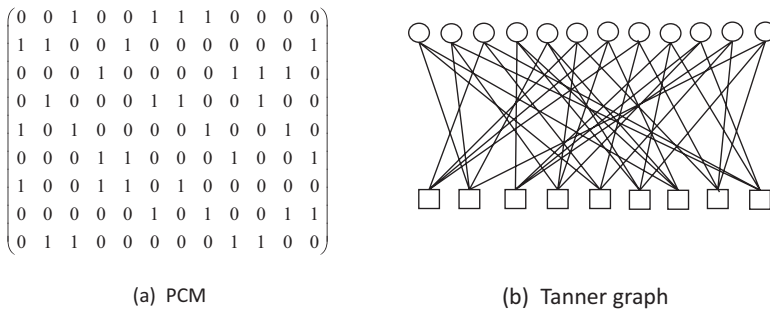 0 0 1 0 0 1 1 1 0 0 0 0
1 1 0 0 1 0 0 0 0 0 0 1
0 0 0 1 0 0 0 0 1 1 1 0
0 1 0 0 0 1 1 0 0 1 0 0
1 0 1 0 0 0 0 1 0 0 1 0
0 0 0 1 1 0 0 0 1 0 0 1
1 0 0 1 1 0 1 0 0 0 0 0
0 0 0 0 0 1 0 1 0 0 1 1
0 1 1 0 0 0 0 0 1 1 0 0
(a) PCM
(b) Tanner graph